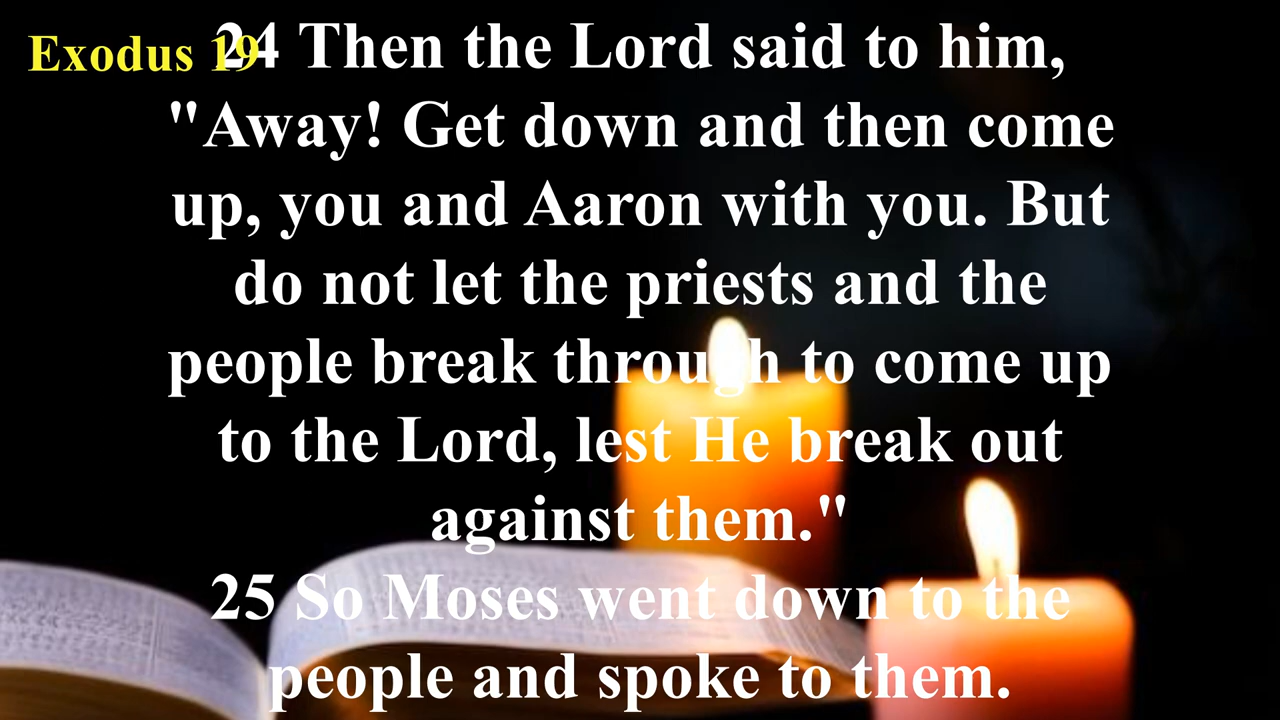 Exodus 19
24 Then the Lord said to him,
"Away! Get down and then come
up, you and Aaron with you. But
do not let the priests and the
people break through to come up
to the Lord, lest He break out
against them."
25 So Moses went down to the
people and spoke to them.